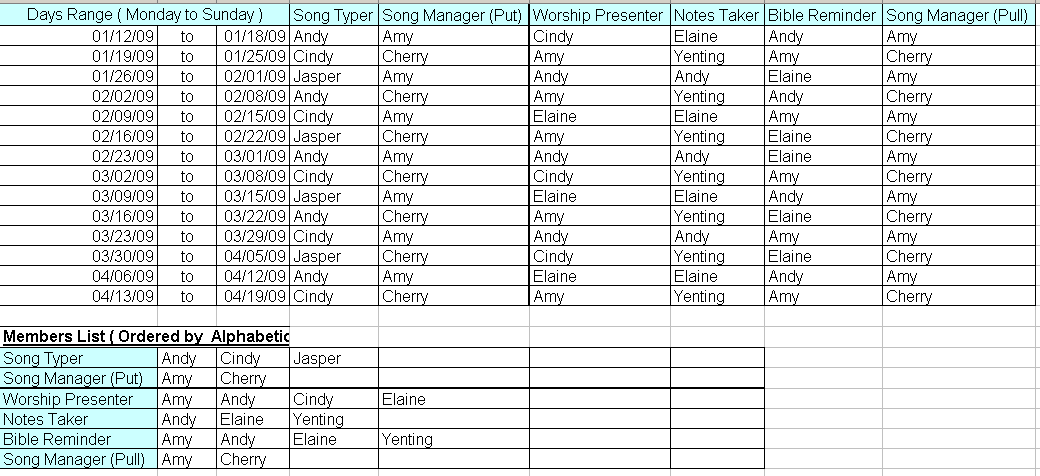 Days Range ( Monday to Sunday ) Song Typer Song Manager (Put) Worship Presenter Notes Taker Bible Reminder Song Manager (Pull)
01/12/09 to 01/18/09 Andy Amy Cindy Elaine Andy Amy
01/19/09 to 01/25/09 Cindy Cherry Amy Yenting Amy Cherry
01/26/09 to 02/01/09 Jasper Amy Andy Andy Elaine Amy
02/02/09 to 02/08/09 Andy Cherry Amy Yenting Andy Cherry
02/09/09 to 02/15/09 Cindy Amy Elaine Elaine Amy Amy
02/16/09 to 02/22/09 Jasper Cherry Amy Yenting Elaine Cherry
02/23/09 to 03/01/09 Andy Amy Andy Andy Elaine Amy
03/02/09 to 03/08/09 Cindy Cherry Cindy Yenting Amy Cherry
03/09/09 to 03/15/09 Jasper Amy Elaine Elaine Andy Amy
03/16/09 to 03/22/09 Andy Cherry Amy Yenting Elaine Cherry
03/23/09 to 03/29/09 Cindy Amy Andy Andy Amy Amy
03/30/09 to 04/05/09 Jasper Cherry Cindy Yenting Elaine Cherry
04/06/09 to 04/12/09 Andy Amy Elaine Elaine Andy Amy
04/13/09 to 04/19/09 Cindy Cherry Amy Yenting Amy Cherry
Members List ( Ordered by Alphabetic
Song Typer Andy Cindy Jasper
Song Manager (Put) Amy Cherry
Worship Presenter Amy Andy Cindy Elaine
Notes Taker Andy Elaine Yenting
Bible Reminder Amy Andy Elaine Yenting
Song Manager (Pull) Amy Cherry